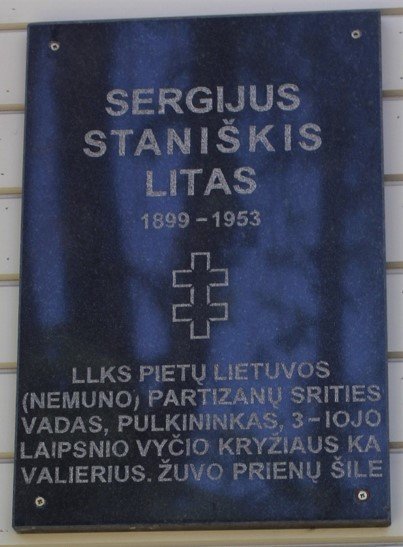 SERGIJUS
STANIŠKIS
LITAS
1899 – 1953
LLKS PIETŲ LIETUVOS
(NEMUNO) PARTIZANŲ SRITIES
VADAS, PULKININKAS, 3 – IOJO
LAIPSNIO VYČIO KRYŽIAUS KA
VALIERIUS. ŽUVO PRIENŲ ŠILE